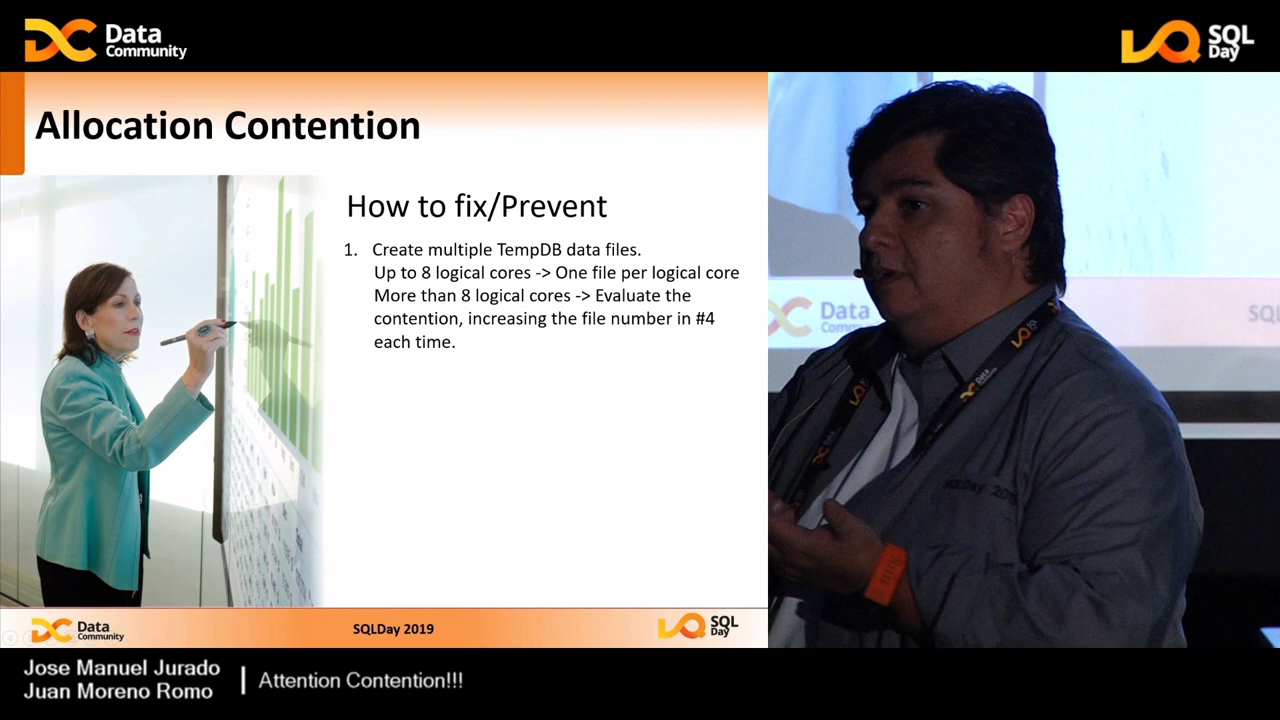 Data
Community
SQL
Day
Allocation Contention
How to fix/Prevent
1. Create multiple TempDB data files.
Up to 8 logical cores -> One file per logical core
More than 8 logical cores -> Evaluate the
contention, increasing the file number in #4
each time.
Data
Community
SQLDay 2019
SQL
Day
Data
Jose Manuel Jurado
Juan Moreno Romo
Attention Contention!!!